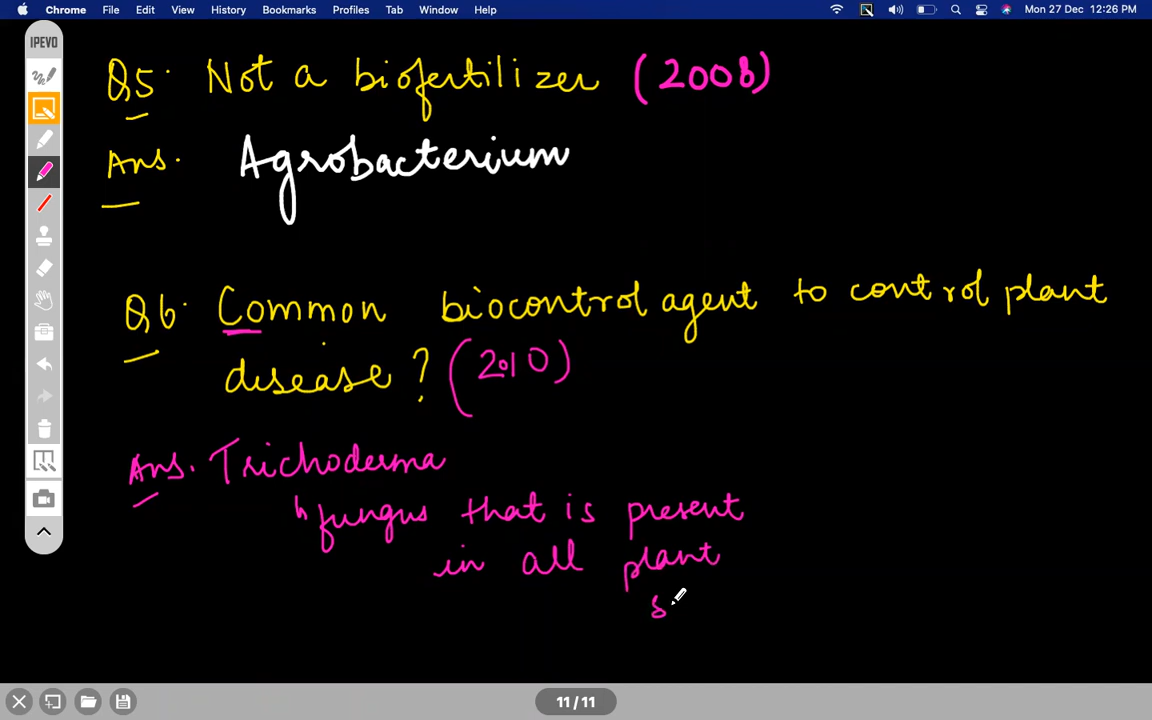 Chrome File Edit View History Bookmarks Profiles Tab Window Help Mon 27 Dec 12:26 PM
IPEVO
Q5. Not a biofertilizer (2008)
Ans. Agrobacterium
Q6. Common biocontrol agent to control plant
disease? (2010)
Ans. Trichoderma
fungus that is present
in all plant
s
11/11